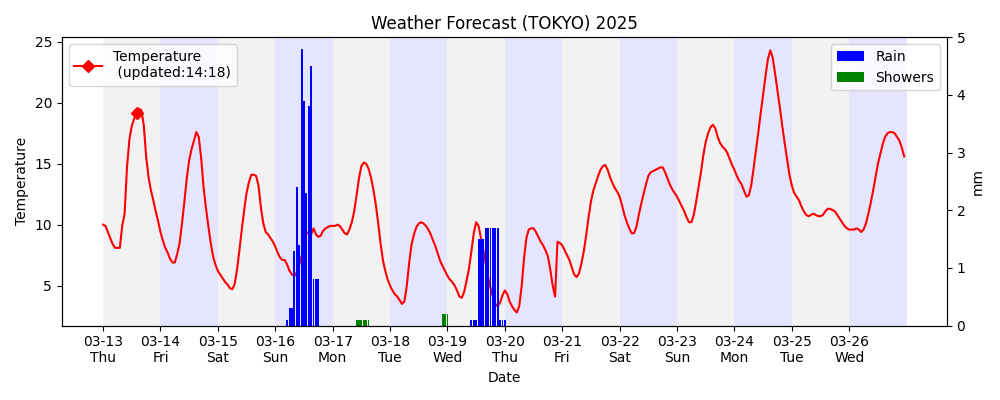 Weather Forecast (TOKYO) 2025
Temperature
(updated:14:18)
Rain
Showers
25
20
15
10
5
Temperature
5
4
3
2
1
0
mm
03-13 03-14 03-15 03-16 03-17 03-18 03-19 03-20 03-21 03-22 03-23 03-24 03-25 03-26
Thu Fri Sat Sun Mon Tue Wed Thu Fri Sat Sun Mon Tue Wed
Date